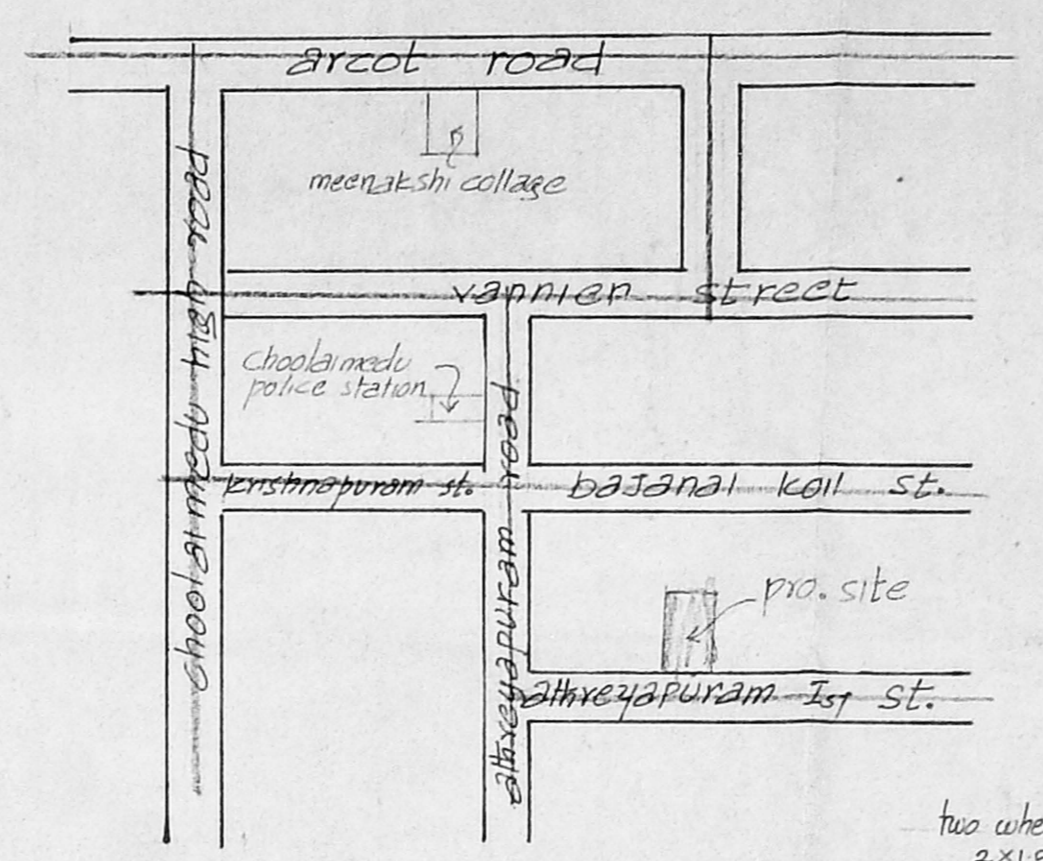 arcot road
meenakshi collage
choolaimedu high road
vannien street
choolaimedu
police station
krishnapuram st.
bajanai koil st.
road
pro. site
athreyapuram Ist st.
two whe